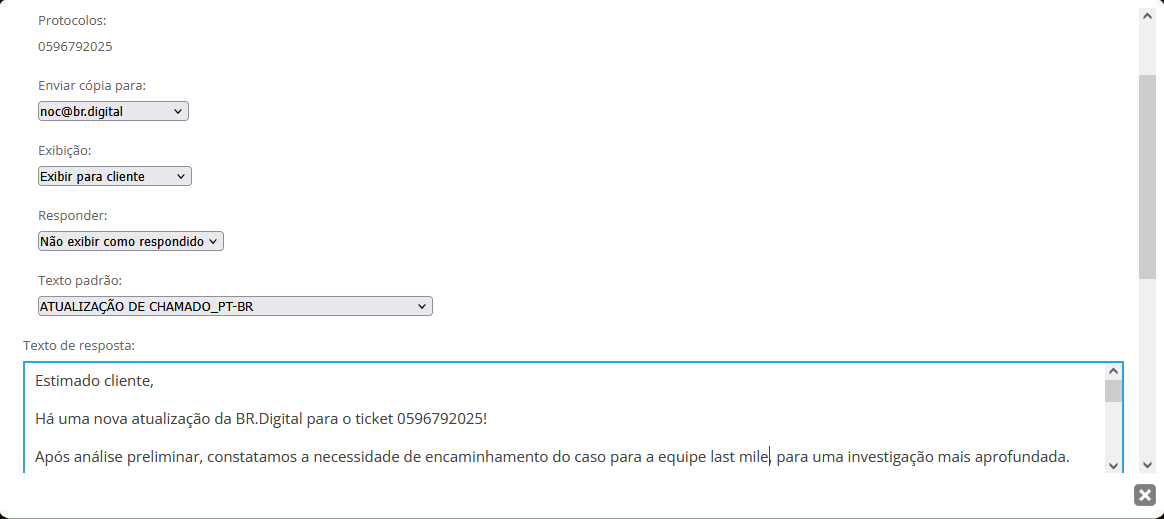 Protocolos:
0596792025
Enviar cópia para:
noc@br.digital
Exibição:
Exibir para cliente
Responder:
Não exibir como respondido
Texto padrão:
ATUALIZAÇÃO DE CHAMADO_PT-BR
Texto de resposta:
Estimado cliente,
Há uma nova atualização da BR.Digital para o ticket 0596792025!
Após análise preliminar, constatamos a necessidade de encaminhamento do caso para a equipe last mile, para uma investigação mais aprofundada.